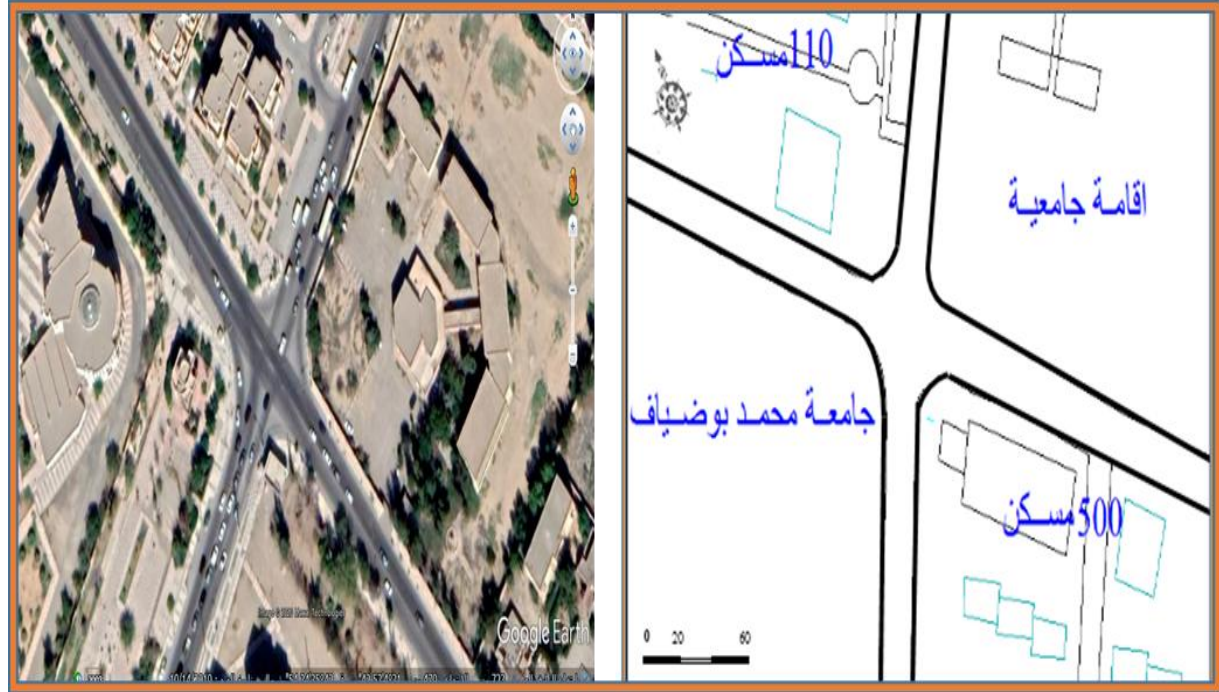 110مسكن
اقامة جامعية
جامعة محمد بوضياف
500مسكن
0 20 60
Google Earth